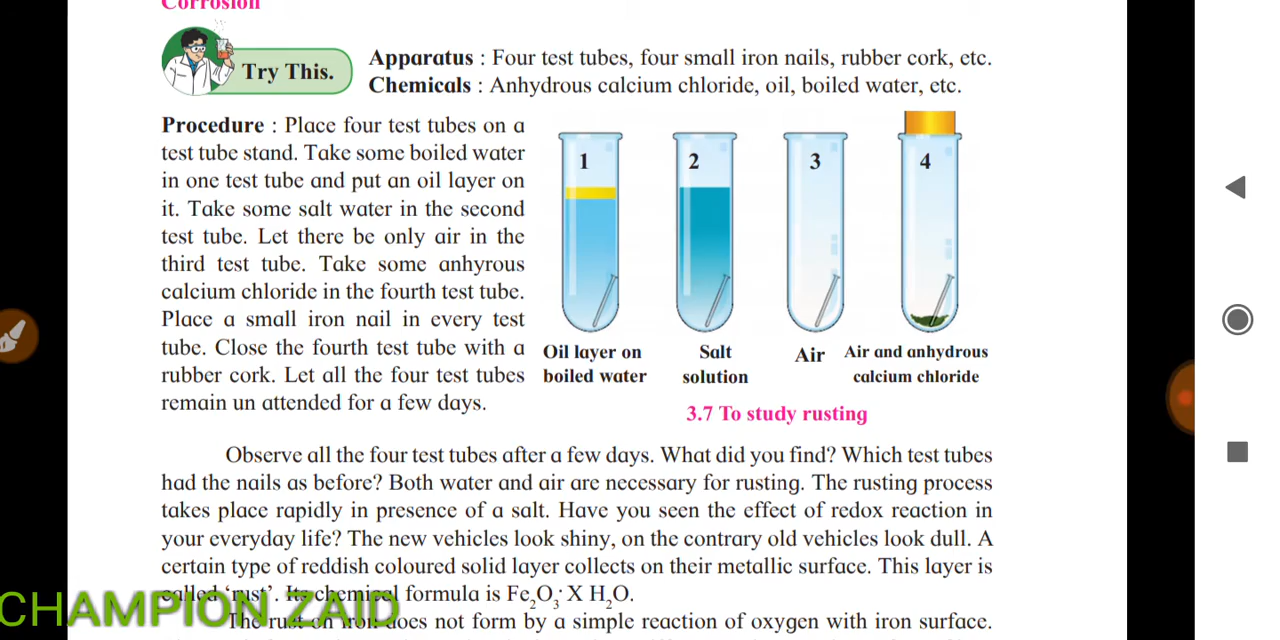 Corrosion
Try This.
Apparatus : Four test tubes, four small iron nails, rubber cork, etc.
Chemicals : Anhydrous calcium chloride, oil, boiled water, etc.
Procedure : Place four test tubes on a
test tube stand. Take some boiled water
in one test tube and put an oil layer on
it. Take some salt water in the second
test tube. Let there be only air in the
third test tube. Take some anhyrous
calcium chloride in the fourth test tube.
Place a small iron nail in every test
tube. Close the fourth test tube with a
rubber cork. Let all the four test tubes
remain un attended for a few days.
1
2
3
4
Oil layer on
boiled water
Salt
solution
Air
Air and anhydrous
calcium chloride
3.7 To study rusting
Observe all the four test tubes after a few days. What did you find? Which test tubes
had the nails as before? Both water and air are necessary for rusting. The rusting process
takes place rapidly in presence of a salt. Have you seen the effect of redox reaction in
your everyday life? The new vehicles look shiny, on the contrary old vehicles look dull. A
certain type of reddish coloured solid layer collects on their metallic surface. This layer is
called ‘rust’. Its chemical formula is Fe₂O₃· X H₂O.
The rust on iron does not form by a simple reaction of oxygen with iron surface.
CHAMPION ZAID